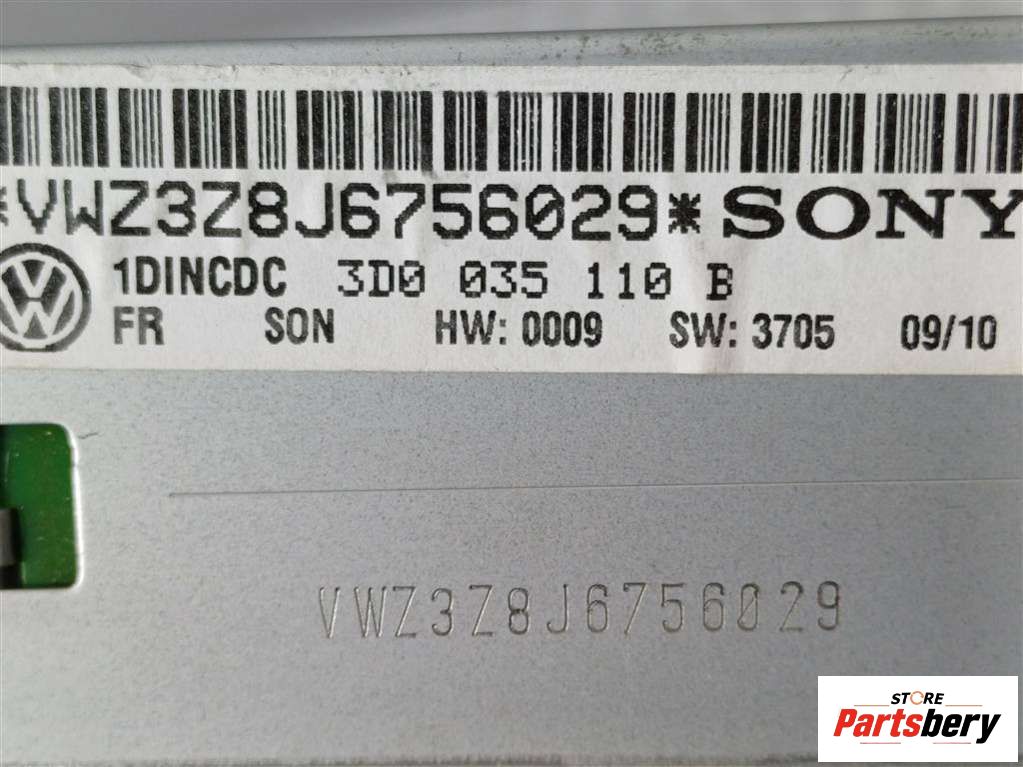 *VWZ3Z8J6756029* SONY
1DINCDC 3D0 035 110 B
FR SON HW: 0009 SW: 3705 09/10
VWZ3Z8J6756029
STORE
Partsbery